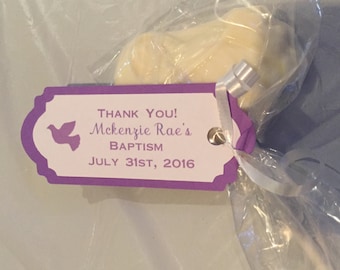 Thank You!
Mckenzie Rae's
Baptism
July 31st, 2016